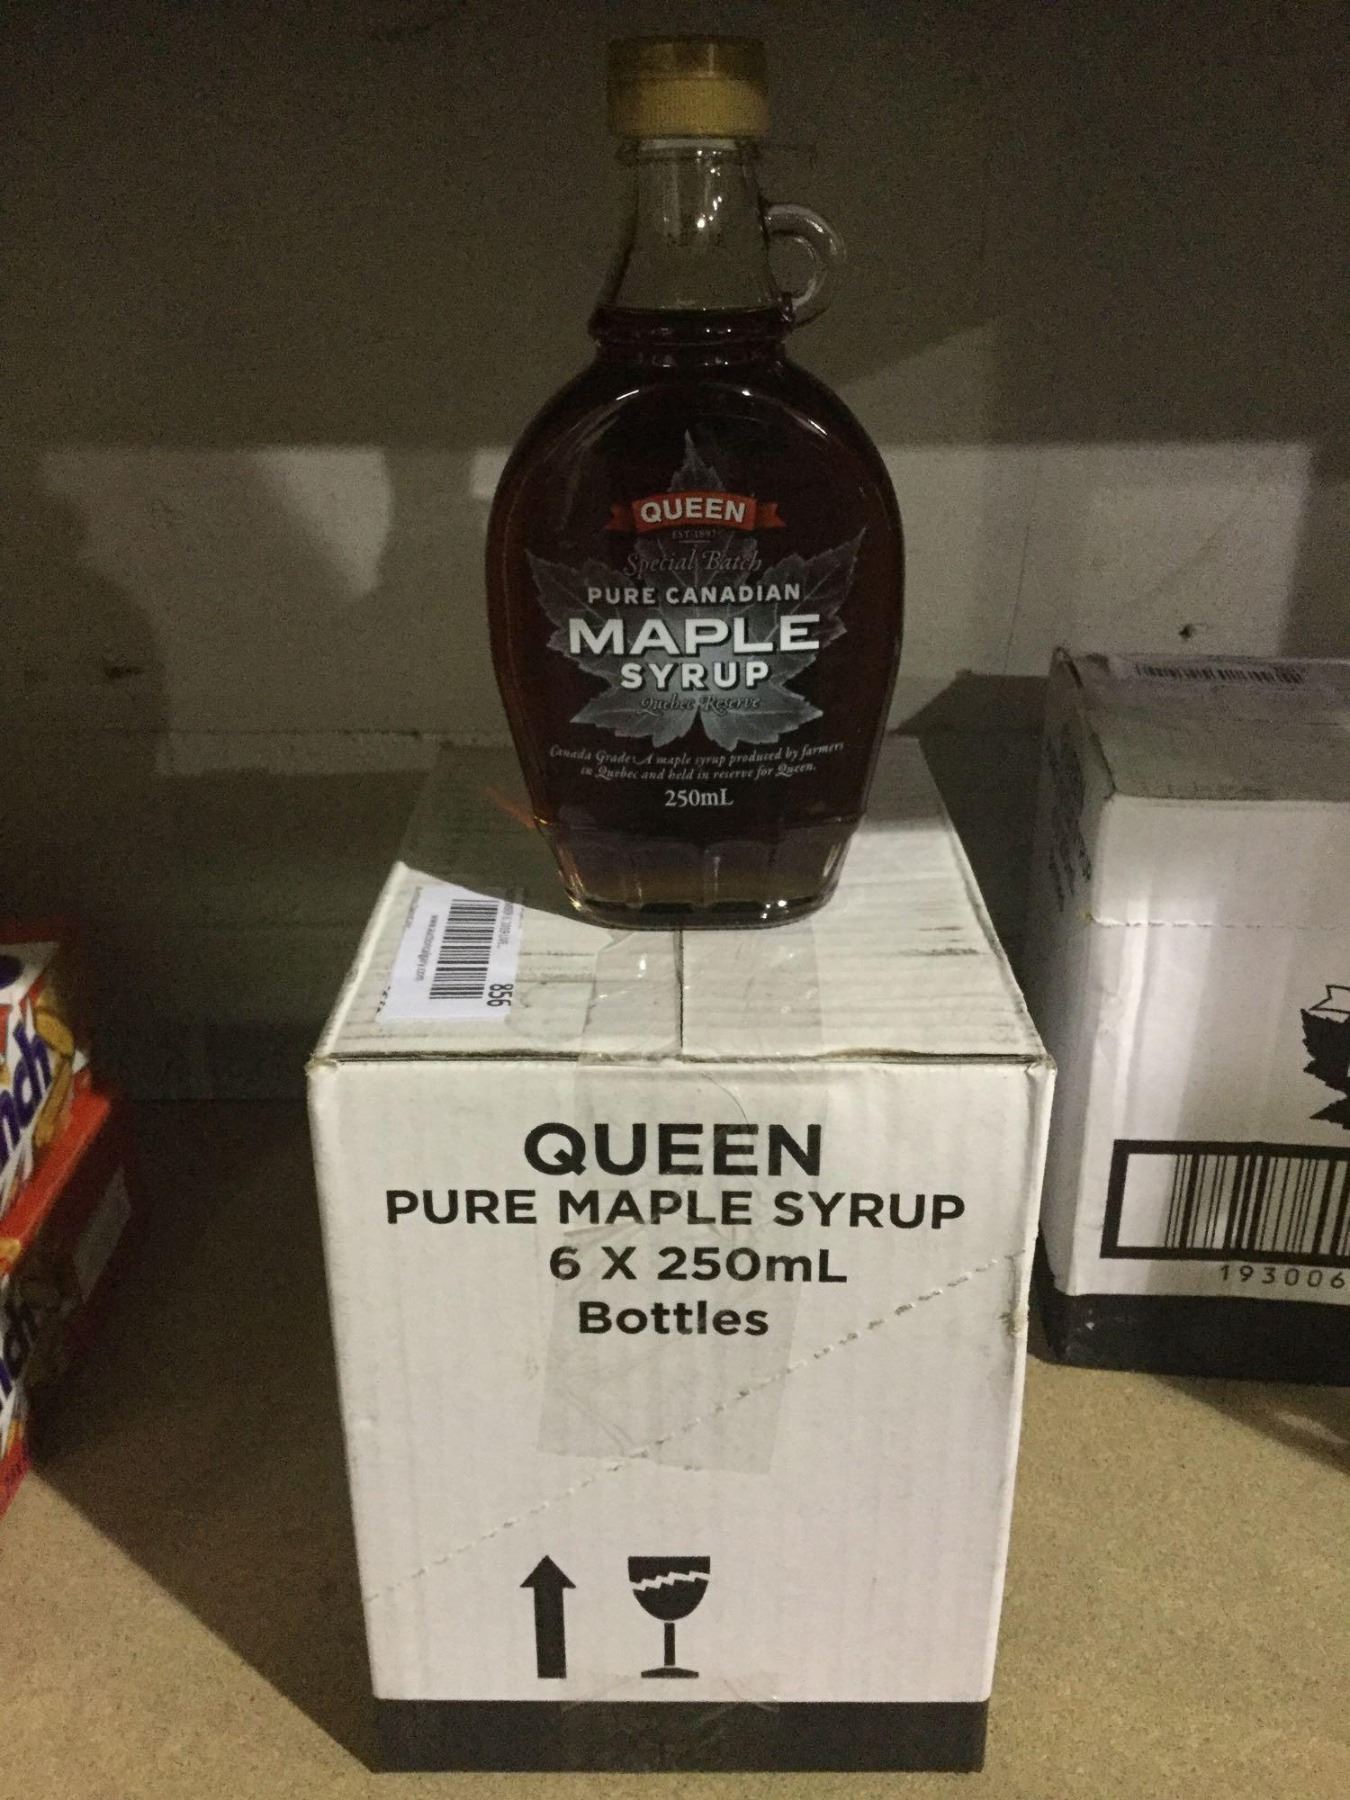 QUEEN
EST 1897
Special Batch
PURE CANADIAN
MAPLE
SYRUP
Quebec Reserve
Canada Grade A maple syrup produced by farmers
in Quebec and held in reserve for Queen.
250mL
856
QUEEN
PURE MAPLE SYRUP
6 X 250mL
Bottles
193006